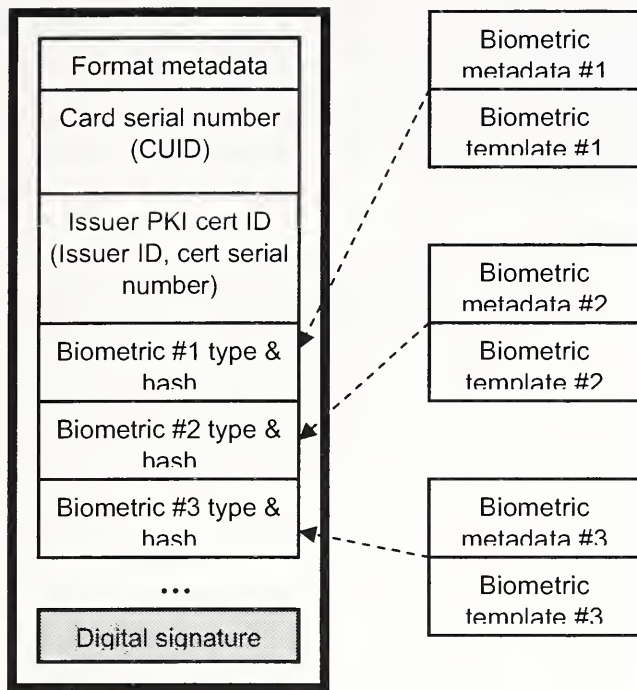 Format metadata
Card serial number
(CUID)
Issuer PKI cert ID
(Issuer ID, cert serial
number)
Biometric #1 type &
hash
Biometric #2 type &
hash
Biometric #3 type &
hash
...
Digital signature
Biometric
metadata #1
Biometric
template #1
Biometric
metadata #2
Biometric
template #2
Biometric
metadata #3
Biometric
template #3